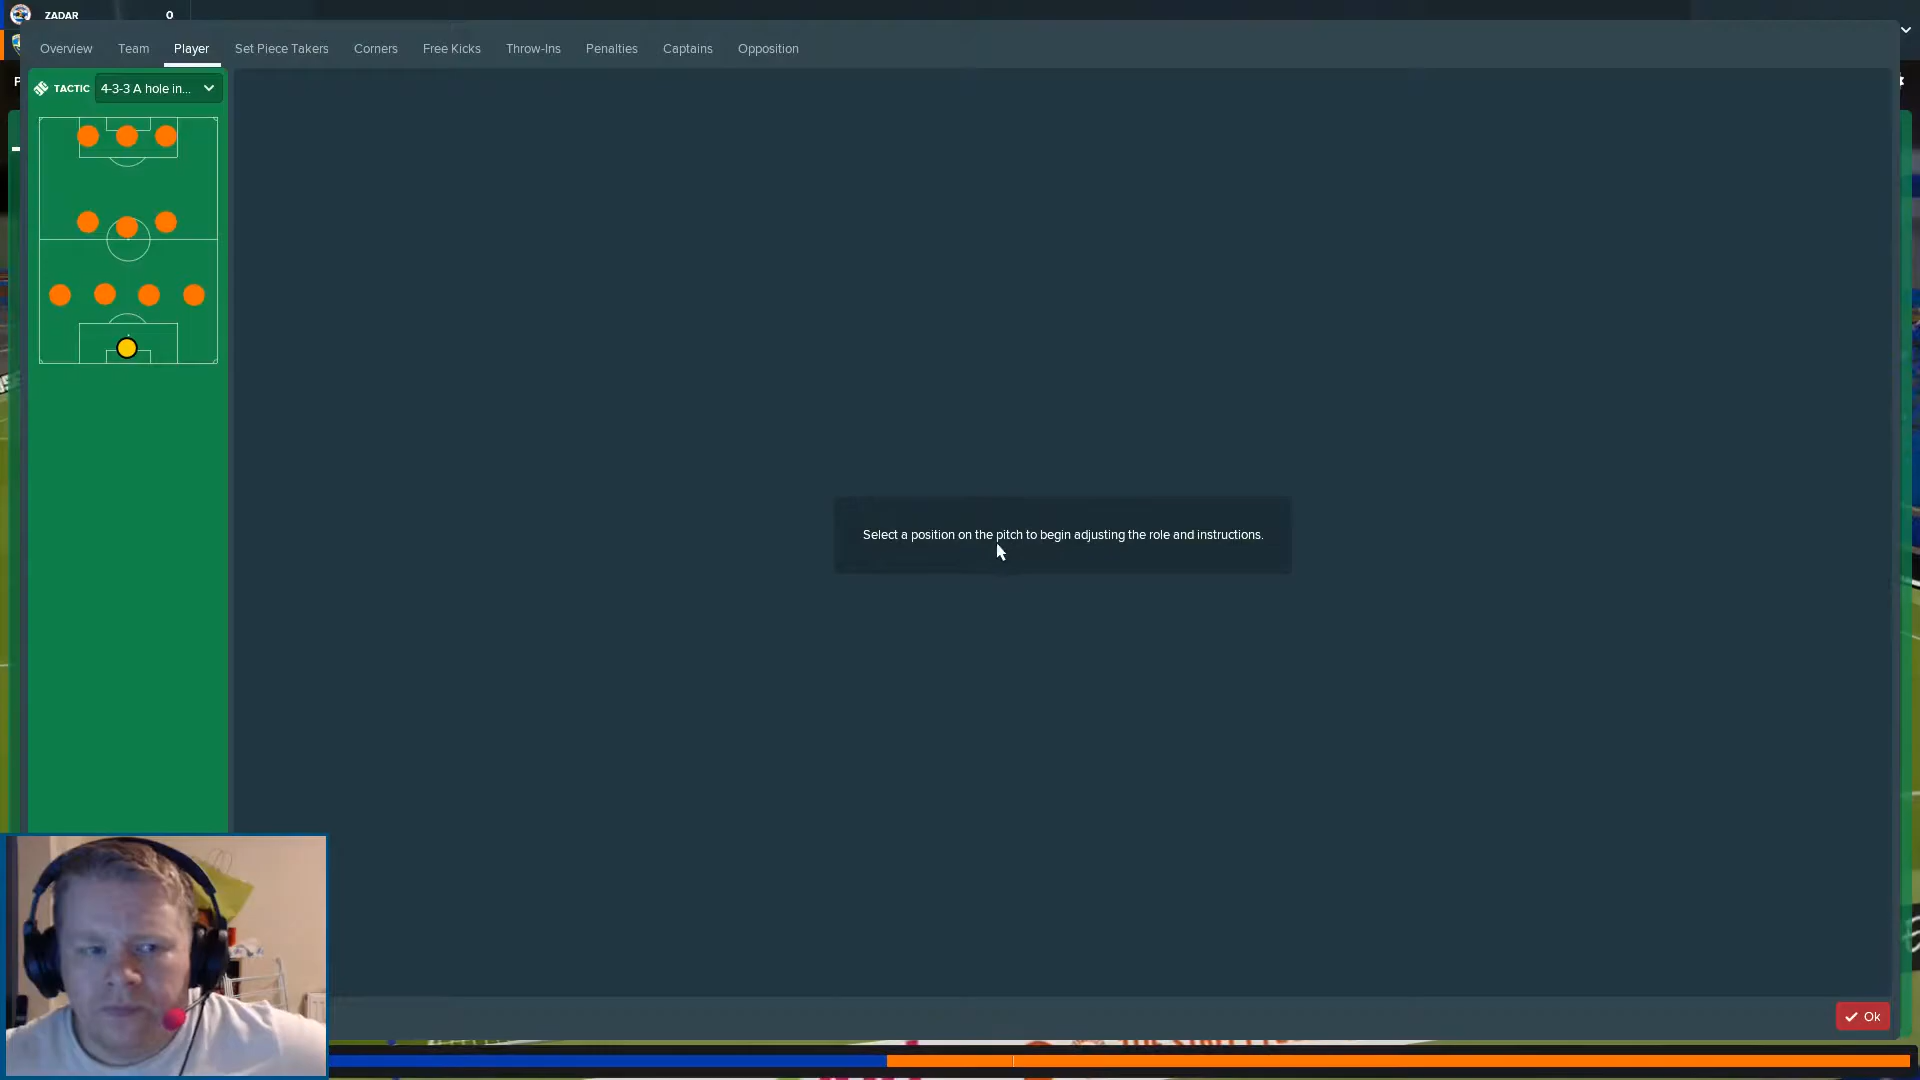 ZADAR 0
Overview Team Player Set Piece Takers Corners Free Kicks Throw-Ins Penalties Captains Opposition
TACTIC 4-3-3 A hole in...
Select a position on the pitch to begin adjusting the role and instructions.
Ok